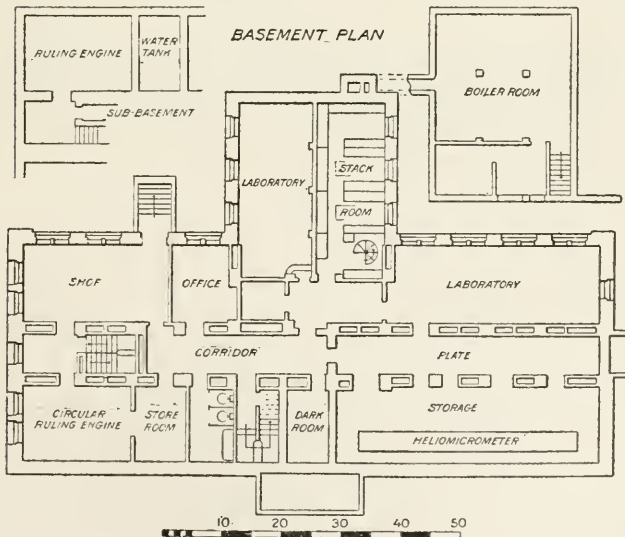 BASEMENT PLAN
RULING ENGINE
WATER
TANK
SUB-BASEMENT
BOILER ROOM
LABORATORY
STACK
ROOM
SHOP
OFFICE
LABORATORY
CORRIDOR
PLATE
CIRCULAR
RULING ENGINE
STORE
ROOM
DARK
ROOM
STORAGE
HELIOMICROMETER
10 20 30 40 50